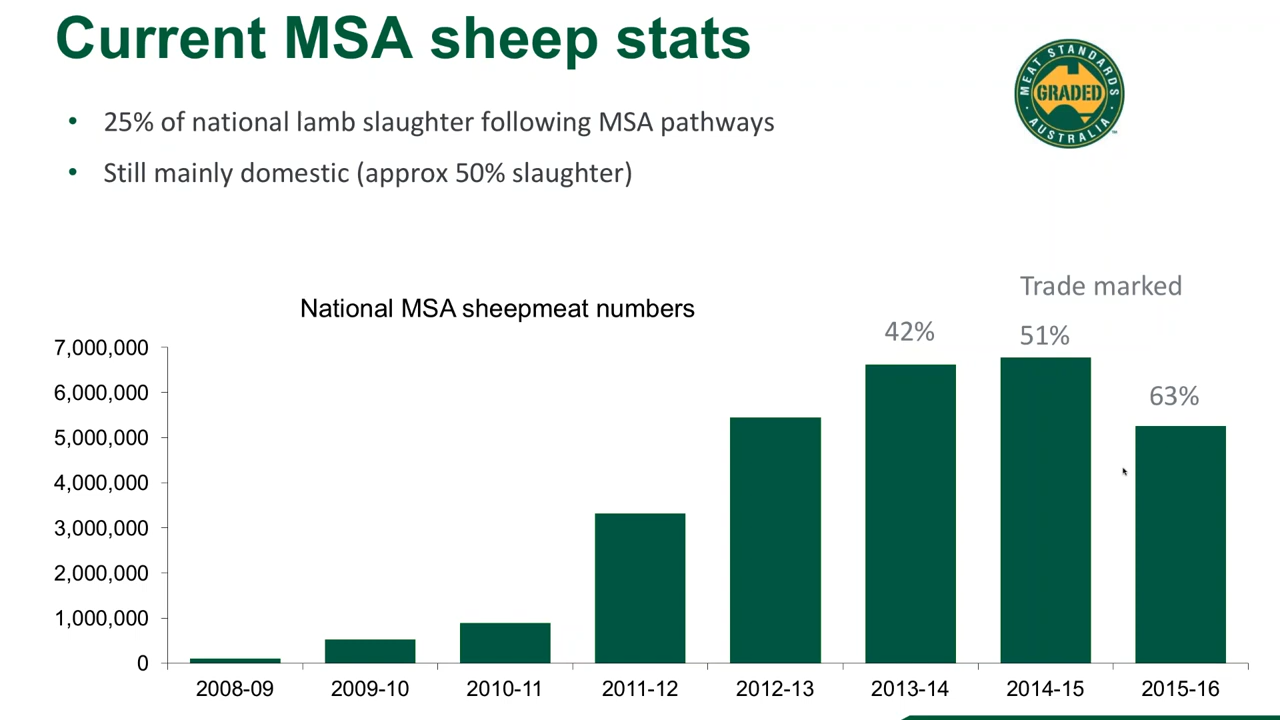 Current MSA sheep stats
MEAT STANDARDS
GRADED
AUSTRALIA
™
• 25% of national lamb slaughter following MSA pathways
• Still mainly domestic (approx 50% slaughter)
Trade marked
National MSA sheepmeat numbers
42%
51%
63%
7,000,000
6,000,000
5,000,000
4,000,000
3,000,000
2,000,000
1,000,000
0
2008-09
2009-10
2010-11
2011-12
2012-13
2013-14
2014-15
2015-16